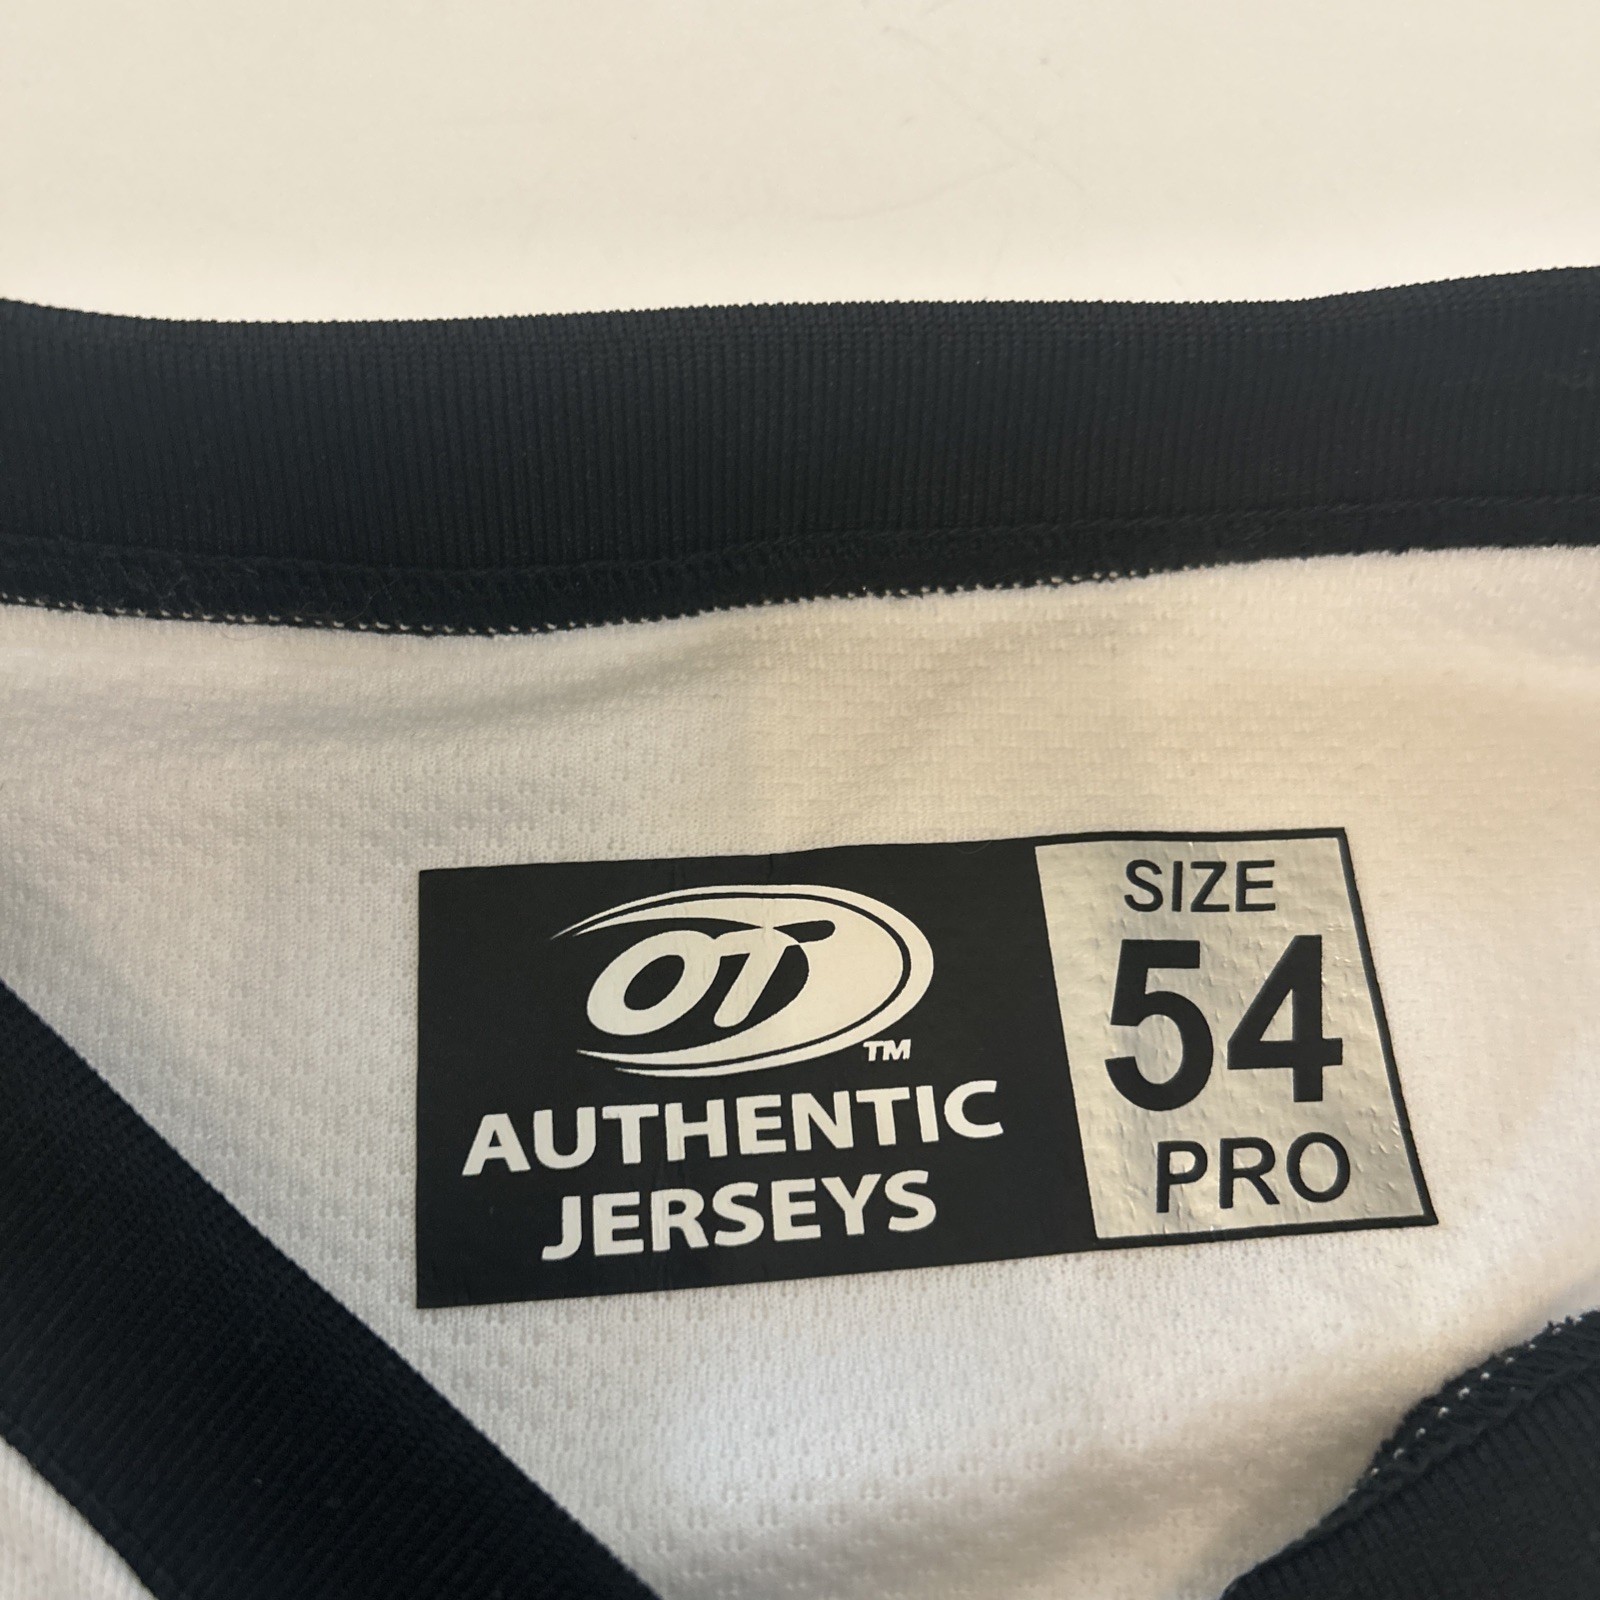 OT
TM
AUTHENTIC
JERSEYS
SIZE
54
PRO